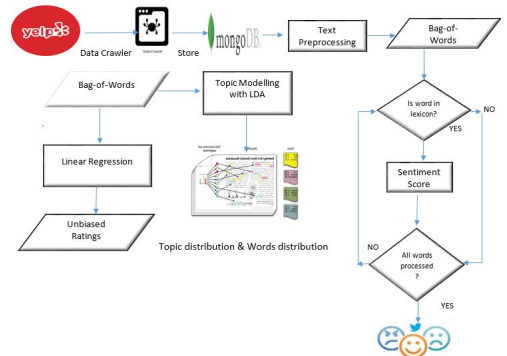 yelp
Data Crawler
Data Crawler
Store
mongoDB
Text
Preprocessing
Bag-of-
Words
Is word in
lexicon?
NO
YES
Sentiment
Score
NO
All words
processed
?
YES
Bag-of-Words
Topic Modelling
with LDA
Linear Regression
Unbiased
Ratings
Topic distribution & Words distribution